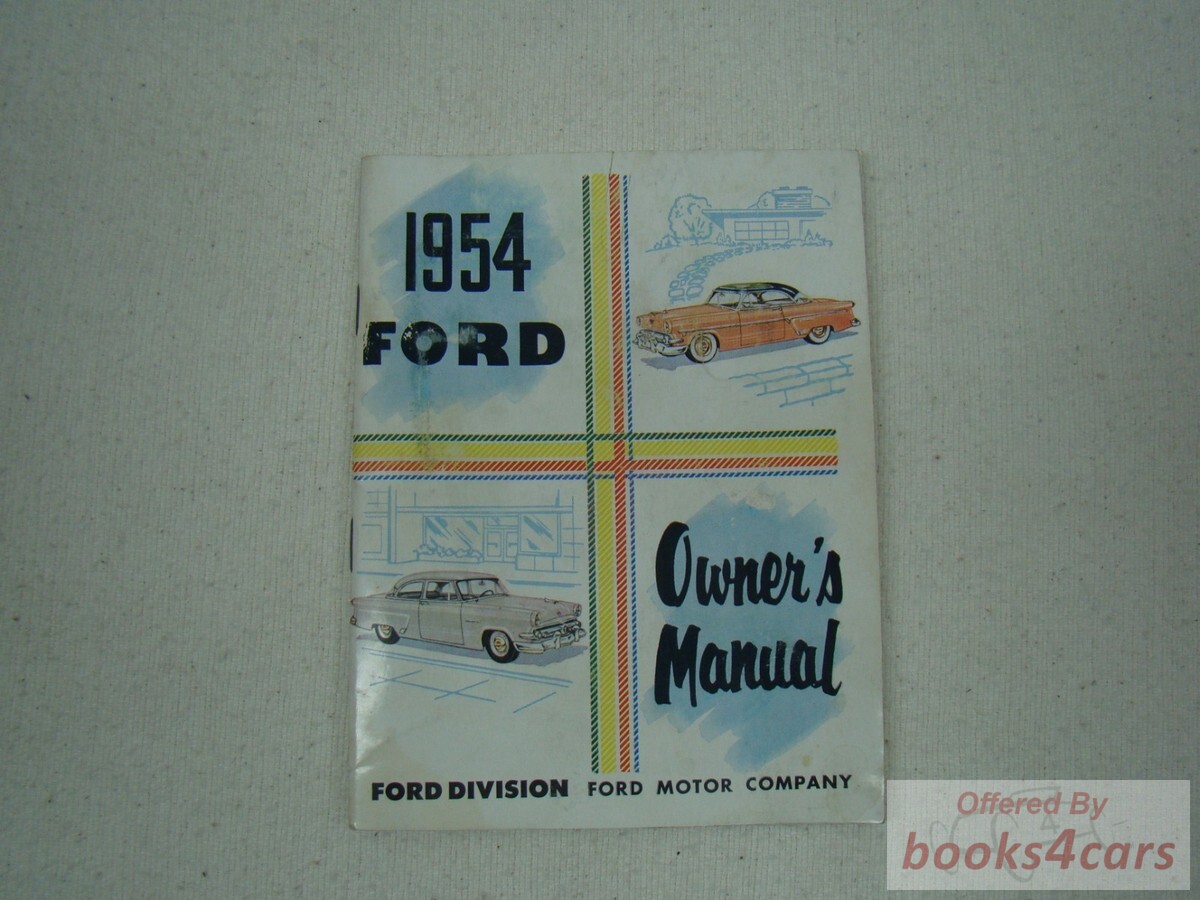 1954
FORD
Owner's
Manual
FORD DIVISION FORD MOTOR COMPANY
Offered By
books4cars